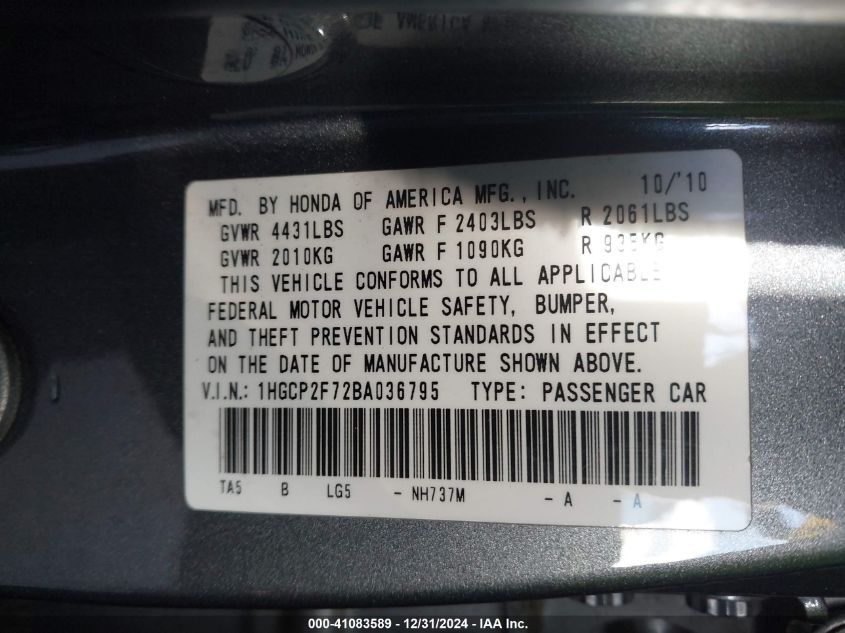 MFD. BY HONDA OF AMERICA MFG., INC. 10/'10
GVWR 4431LBS GAWR F 2403LBS R 2061LBS
GVWR 2010KG GAWR F 1090KG R 935KG
THIS VEHICLE CONFORMS TO ALL APPLICABLE
FEDERAL MOTOR VEHICLE SAFETY, BUMPER,
AND THEFT PREVENTION STANDARDS IN EFFECT
ON THE DATE OF MANUFACTURE SHOWN ABOVE.
V.I.N.: 1HGCP2F72BA036795 TYPE: PASSENGER CAR
TA5 B LG5 - NH737M - A - A
000-41083589 - 12/31/2024 - IAA Inc.